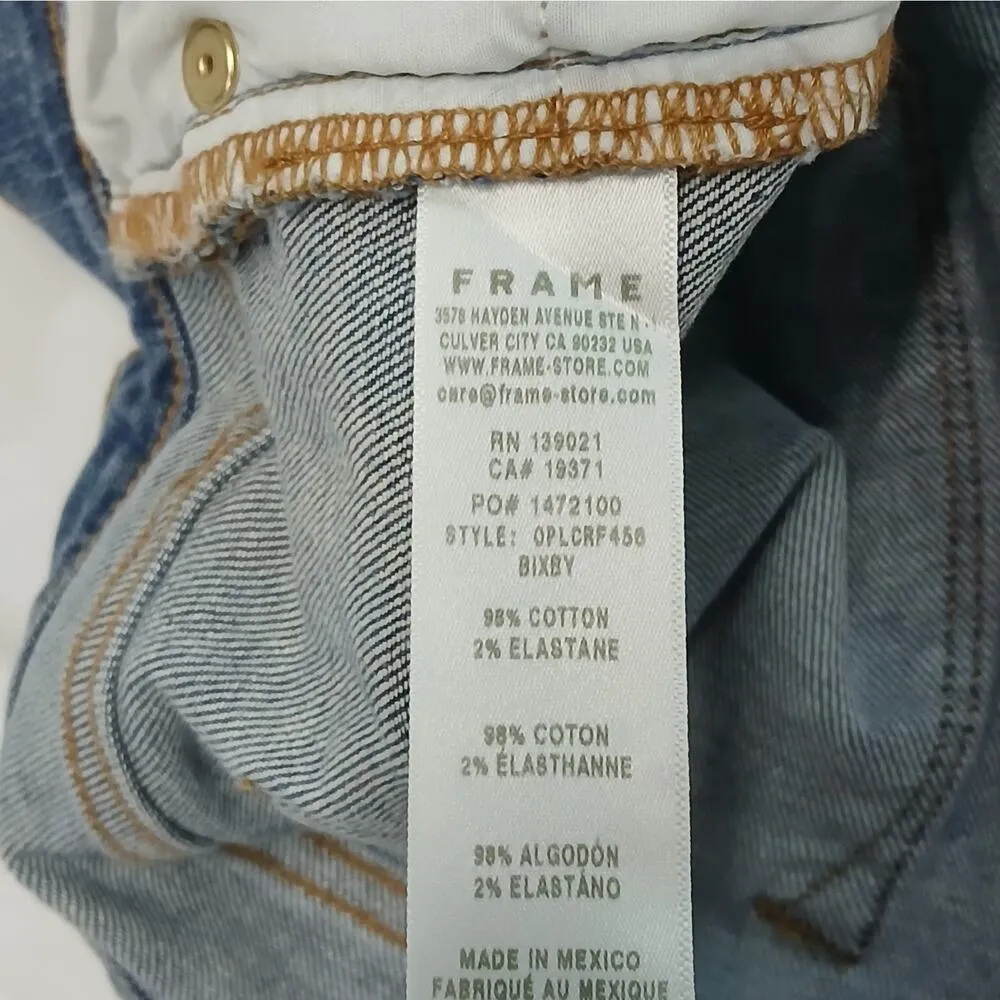 FRAME
3578 HAYDEN AVENUE STE N
CULVER CITY CA 90232 USA
WWW.FRAME-STORE.COM
care@frame-store.com
RN 139021
CA# 19371
PO# 1472100
STYLE: OPLCRF456
BIXBY
98% COTTON
2% ELASTANE
98% COTON
2% ÉLASTHANNE
98% ALGODÓN
2% ELASTÁNO
MADE IN MEXICO
FABRIQUÉ AU MEXIQUE